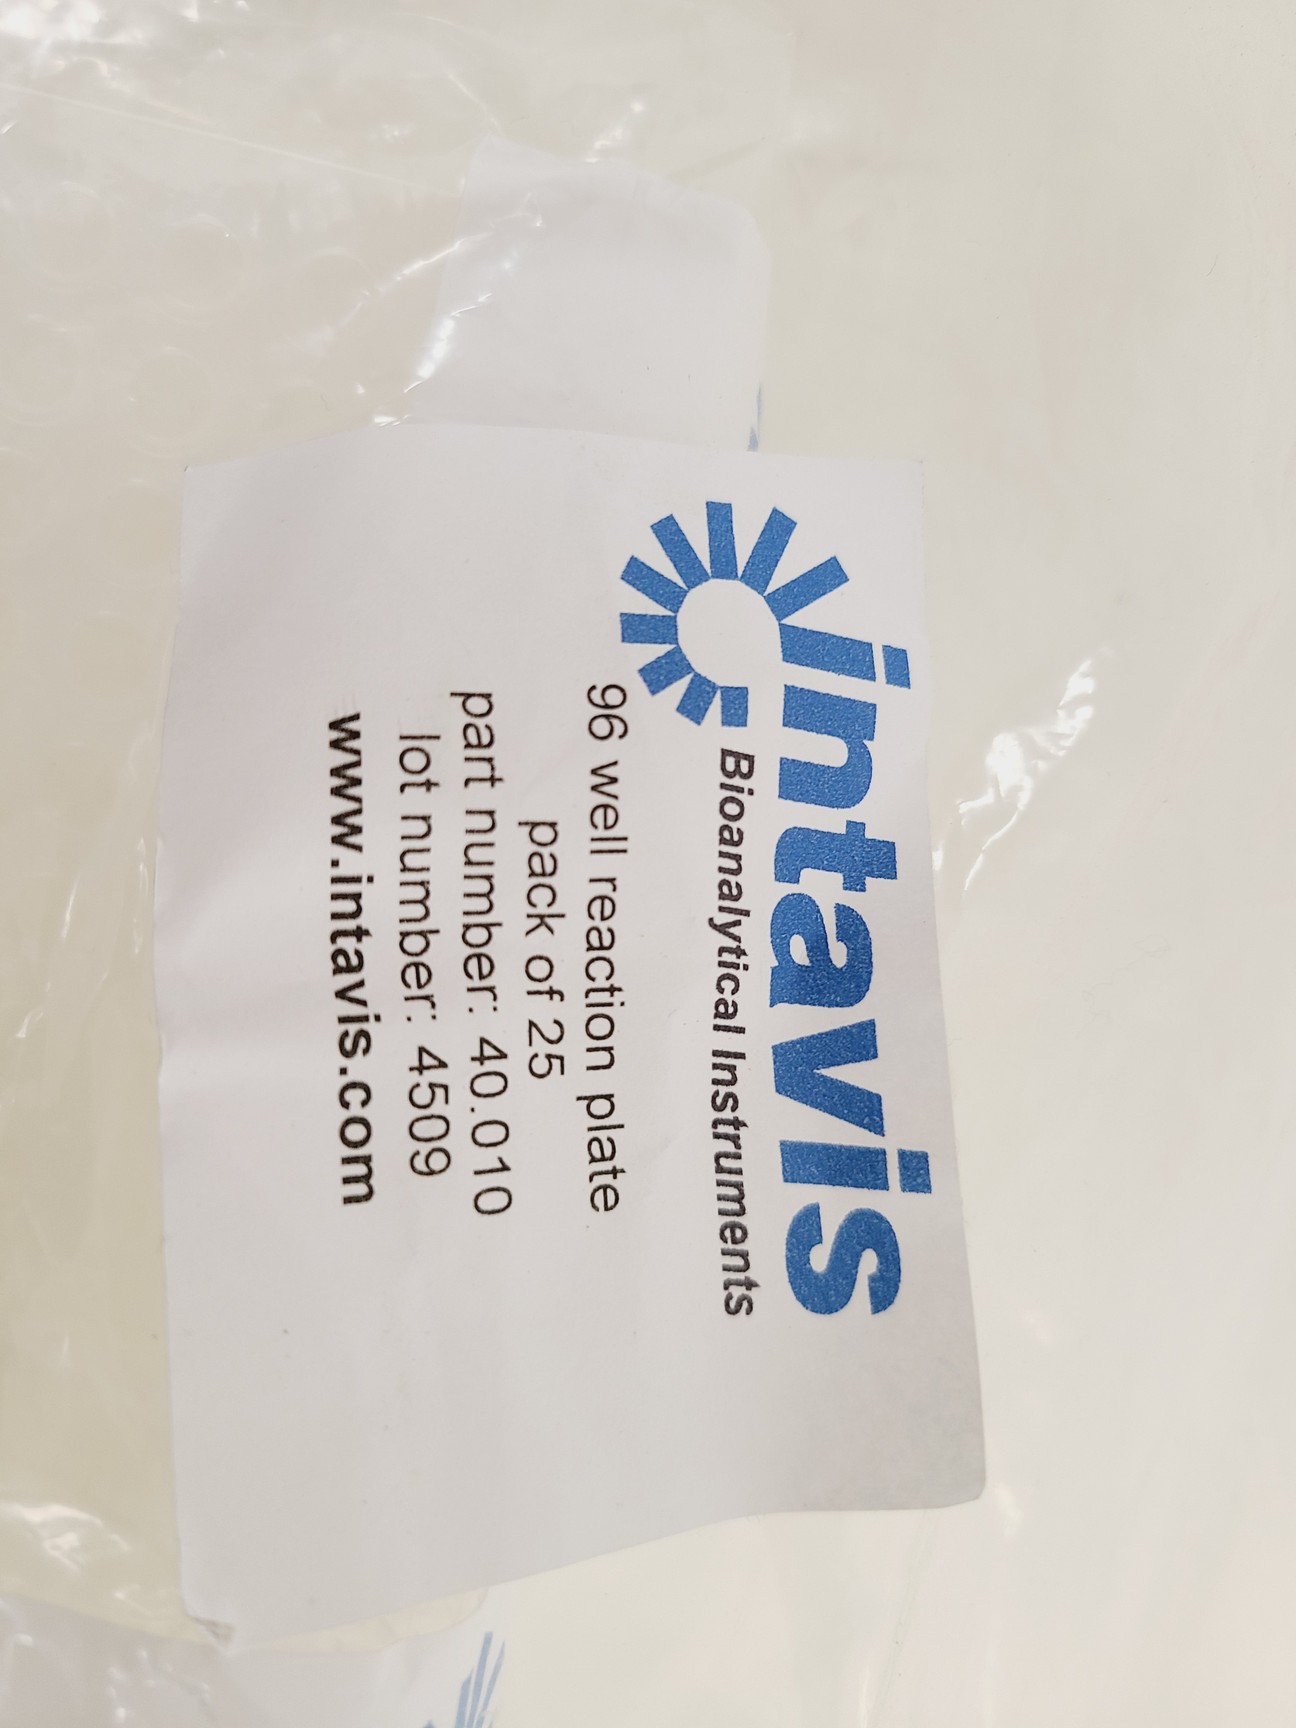 intavis
Bioanalytical Instruments
96 well reaction plate
pack of 25
part number: 40.010
lot number: 4509
www.intavis.com